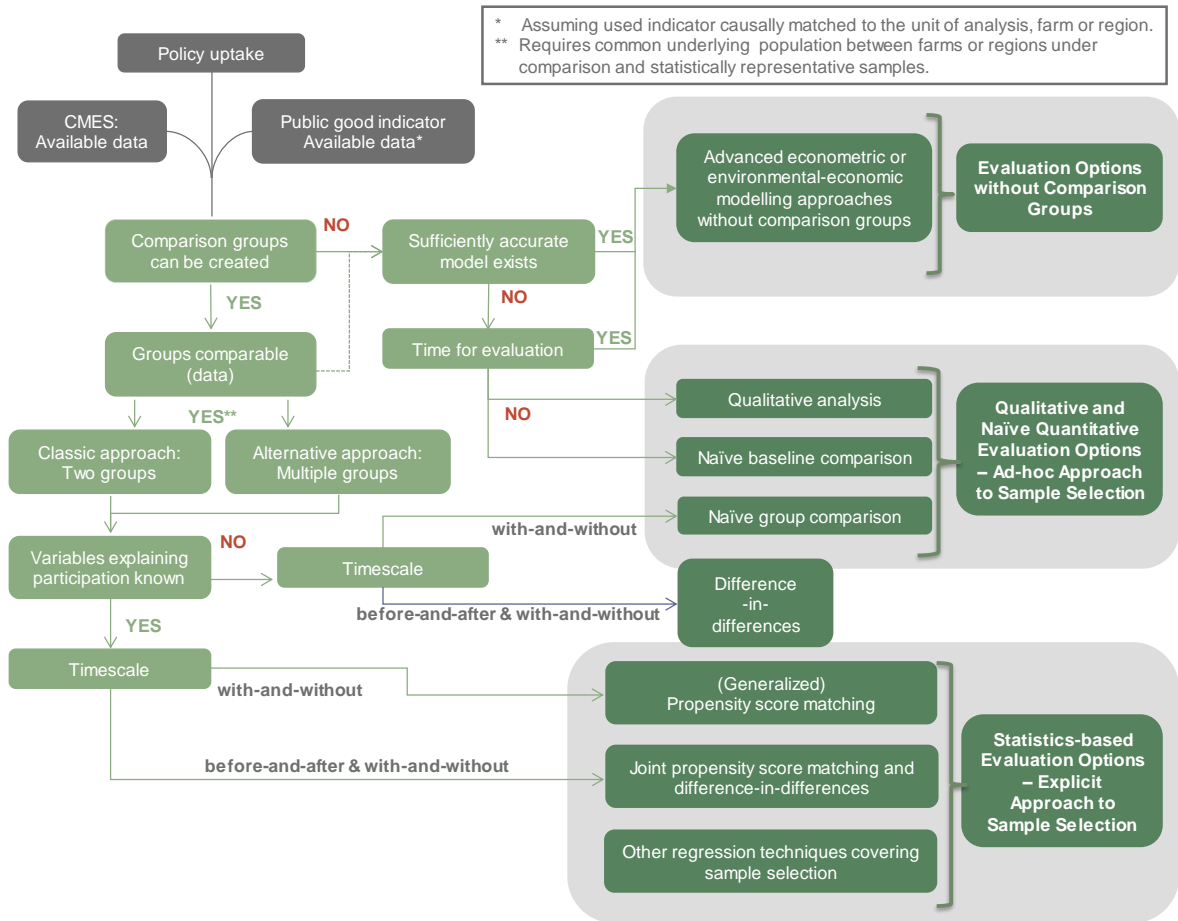 * Assuming used indicator causally matched to the unit of analysis, farm or region.
** Requires common underlying population between farms or regions under
comparison and statistically representative samples.
Policy uptake
CMES:
Available data
Public good indicator
Available data*
Comparison groups
can be created
NO
Sufficiently accurate
model exists
YES
Advanced econometric or
environmental-economic
modelling approaches
without comparison groups
Evaluation Options
without Comparison
Groups
YES
NO
Groups comparable
(data)
Time for evaluation
YES
YES**
NO
Classic approach:
Two groups
Alternative approach:
Multiple groups
Qualitative analysis
Naïve baseline comparison
Naïve group comparison
Qualitative and
Naïve Quantitative
Evaluation Options
– Ad-hoc Approach
to Sample Selection
Variables explaining
participation known
NO
Timescale
with-and-without
before-and-after & with-and-without
Difference
-in-
differences
YES
Timescale
with-and-without
before-and-after & with-and-without
(Generalized)
Propensity score matching
Joint propensity score matching and
difference-in-differences
Other regression techniques covering
sample selection
Statistics-based
Evaluation Options
– Explicit
Approach to
Sample Selection